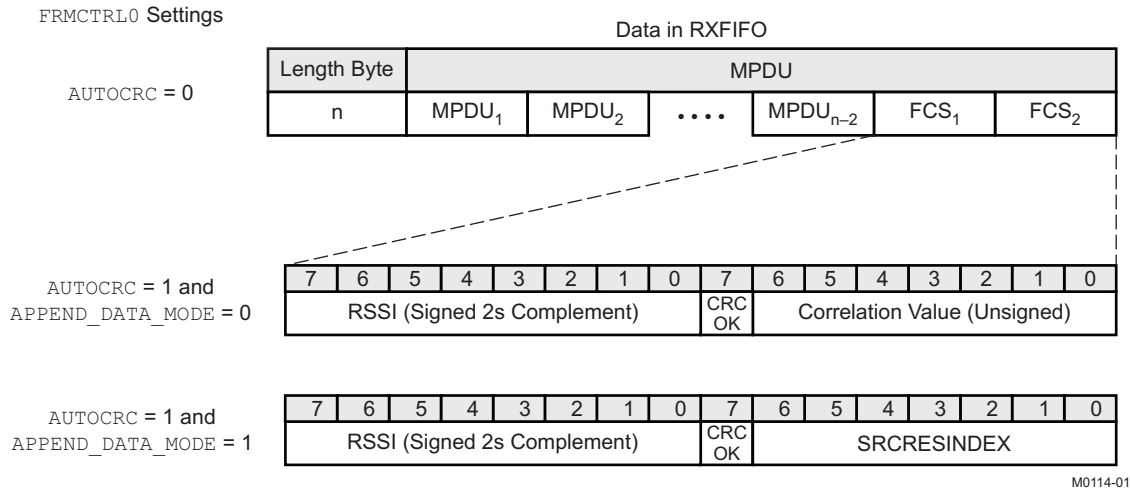 FRMCTRL0 Settings
Data in RXFIFO
Length Byte MPDU
AUTOCRC = 0
n MPDU1 MPDU2 •••• MPDUn–2 FCS1 FCS2
7 6 5 4 3 2 1 0 7 6 5 4 3 2 1 0
AUTOCRC = 1 and
APPEND_DATA_MODE = 0
RSSI (Signed 2s Complement) CRC OK Correlation Value (Unsigned)
7 6 5 4 3 2 1 0 7 6 5 4 3 2 1 0
AUTOCRC = 1 and
APPEND_DATA_MODE = 1
RSSI (Signed 2s Complement) CRC OK SRCRESINDEX
M0114-01